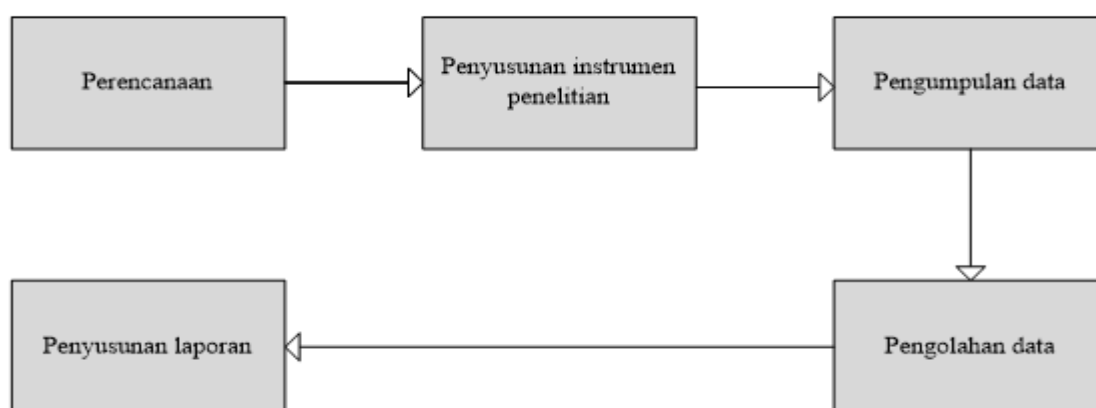 Perencanaan
Penyusunan instrumen
penelitian
Pengumpulan data
Pengolahan data
Penyusunan laporan